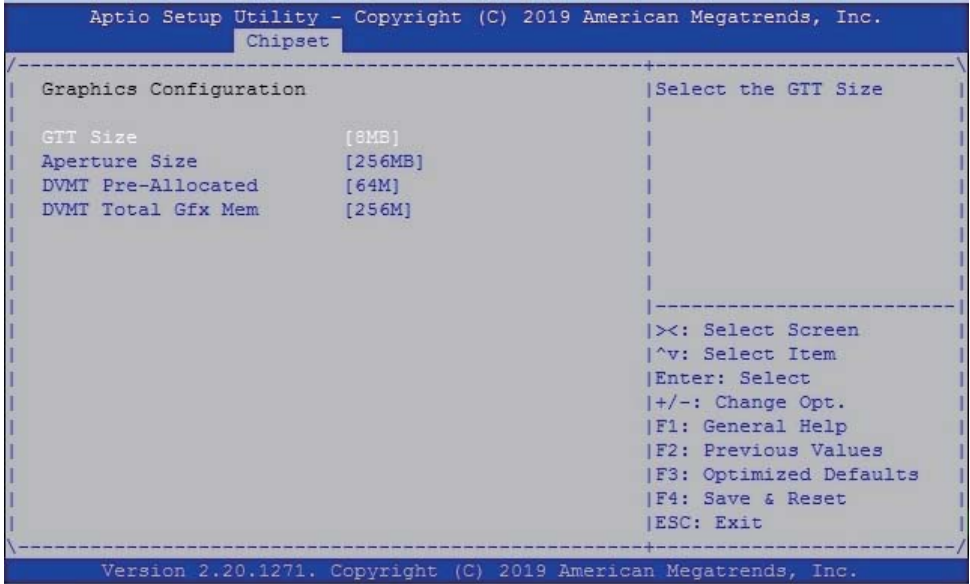 Aptio Setup Utility - Copyright (C) 2019 American Megatrends, Inc.
Chipset
Graphics Configuration
Select the GTT Size
GTT Size [8MB]
Aperture Size [256MB]
DVMT Pre-Allocated [64M]
DVMT Total Gfx Mem [256M]
><: Select Screen
^v: Select Item
Enter: Select
+/-: Change Opt.
F1: General Help
F2: Previous Values
F3: Optimized Defaults
F4: Save & Reset
ESC: Exit
Version 2.20.1271. Copyright (C) 2019 American Megatrends, Inc.